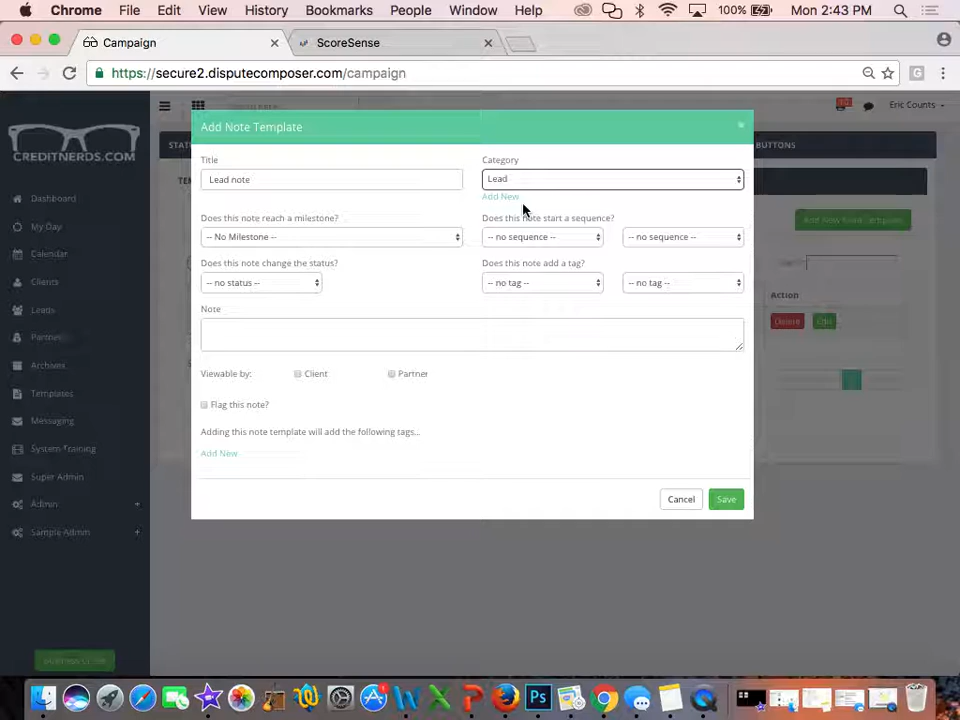 Chrome File Edit View History Bookmarks People Window Help 100% Mon 2:43 PM
Campaign ScoreSense
https://secure2.disputecomposer.com/campaign
CREDITNERDS.COM
Eric Counts
BUTTONS
Add Note Template
Title
Category
Lead note
Lead
Add New
Does this note reach a milestone?
Does this note start a sequence?
-- No Milestone --
-- no sequence --
-- no sequence --
Does this note change the status?
Does this note add a tag?
-- no status --
-- no tag --
-- no tag --
Note
Viewable by:
Client
Partner
Flag this note?
Adding this note template will add the following tags...
Add New
Cancel
Save
Action
Delete
Edit
Dashboard
My Day
Calendar
Clients
Leads
Partner
Archives
Templates
Messaging
System Training
Super Admin
Admin +
Sample Admin +